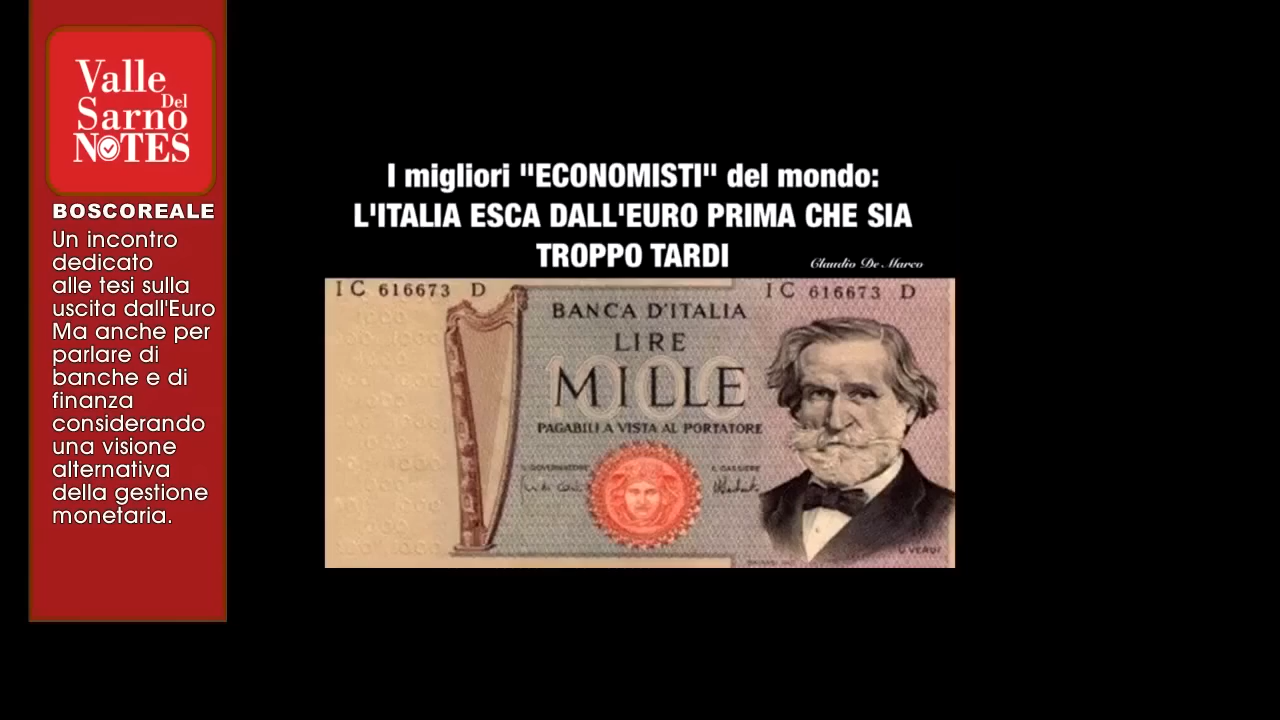 Valle
Del
Sarno
NOTES
BOSCOREALE
Un incontro
dedicato
alle tesi sulla
uscita dall'Euro
Ma anche per
parlare di
banche e di
finanza
considerando
una visione
alternativa
della gestione
monetaria.
I migliori "ECONOMISTI" del mondo:
L'ITALIA ESCA DALL'EURO PRIMA CHE SIA
TROPPO TARDI
Claudio De Marco
IC 616673 D
IC 616673 D
BANCA D'ITALIA
LIRE
1000
MILLE
PAGABILI A VISTA AL PORTATORE
IL GOVERNATORE
IL CASSIERE
G. VERDI